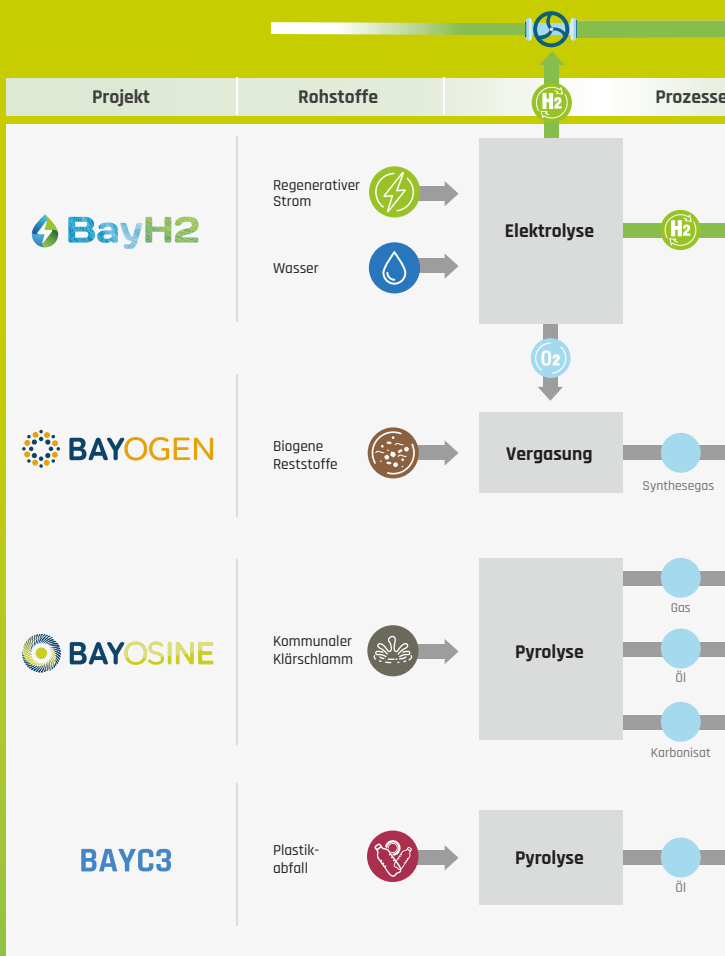 Projekt
Rohstoffe
H2
Prozesse
Regenerativer
Strom
BayH2
Elektrolyse
H2
Wasser
O2
BAYOGEN
Biogene
Reststoffe
Vergasung
Synthesegas
Gas
BAYOSINE
Kommunaler
Klärschlamm
Pyrolyse
Öl
Karbonisat
BAYC3
Plastik-
abfall
Pyrolyse
Öl